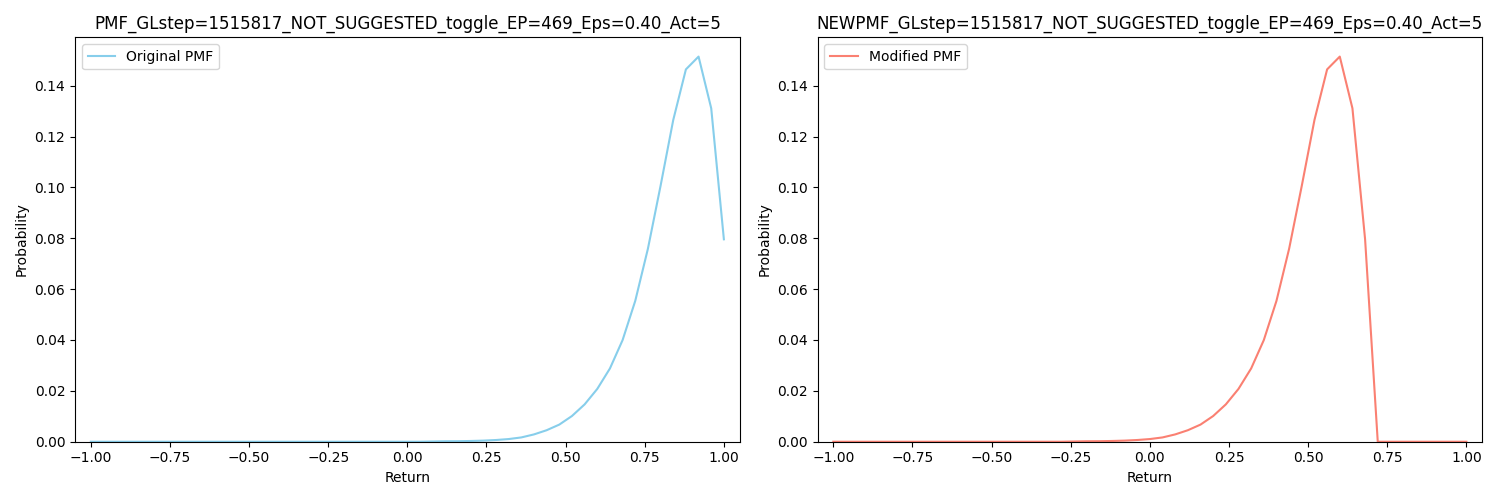 PMF_GLstep=1515817_NOT_SUGGESTED_toggle_EP=469_Eps=0.40_Act=5
Original PMF
Probability
0.14
0.12
0.10
0.08
0.06
0.04
0.02
0.00
−1.00 −0.75 −0.50 −0.25 0.00 0.25 0.50 0.75 1.00
Return
NEWPMF_GLstep=1515817_NOT_SUGGESTED_toggle_EP=469_Eps=0.40_Act=5
Modified PMF
Probability
0.14
0.12
0.10
0.08
0.06
0.04
0.02
0.00
−1.00 −0.75 −0.50 −0.25 0.00 0.25 0.50 0.75 1.00
Return